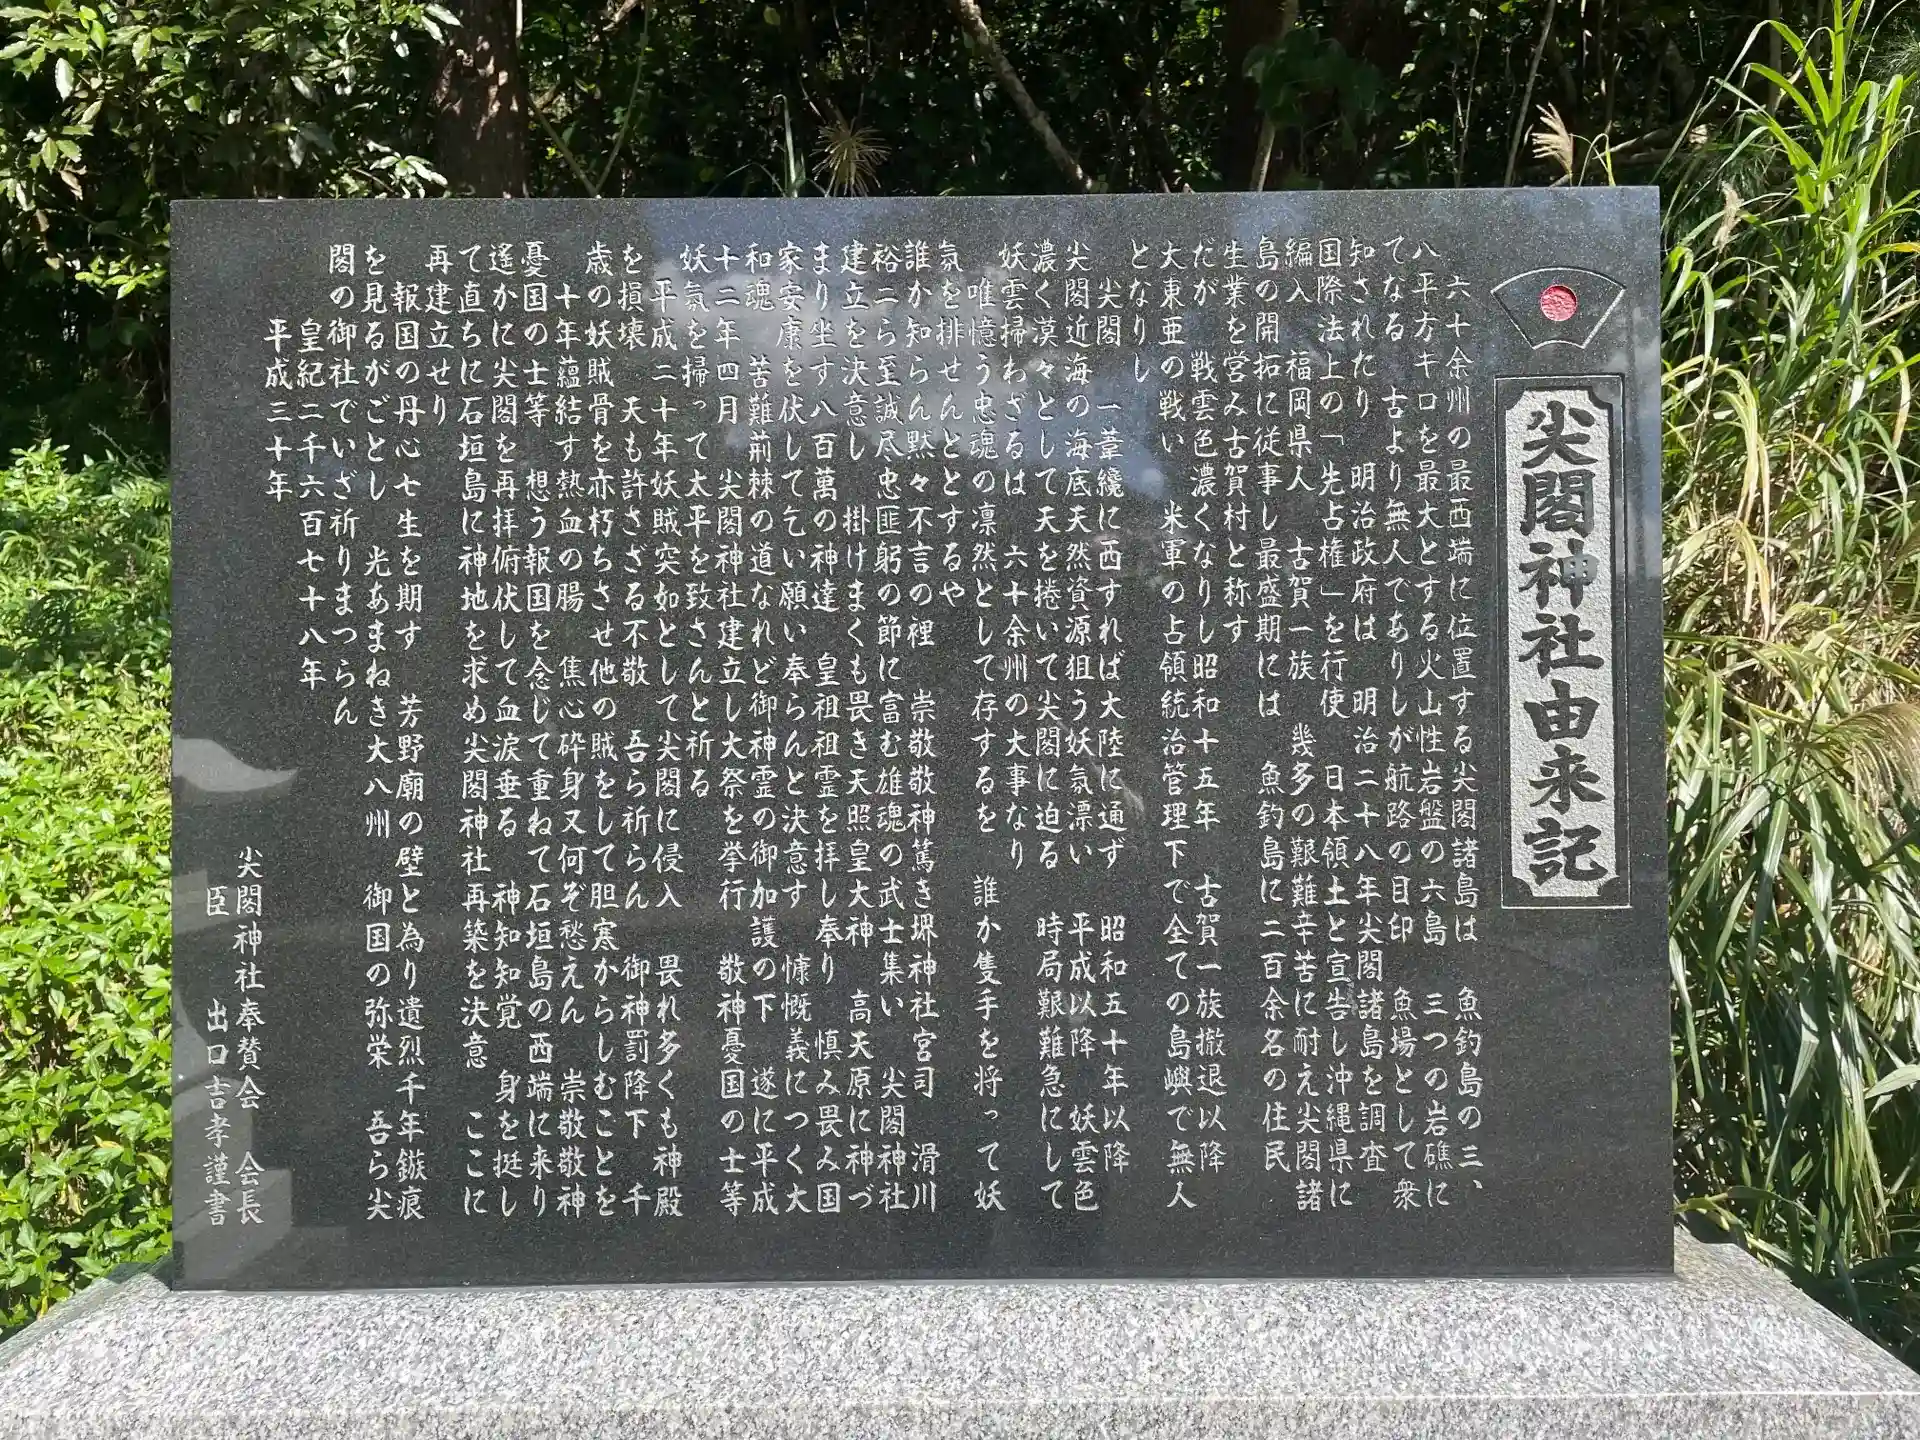 尖閣神社由来記
六十余州の最西端に位置する尖閣諸島は　魚釣島の三、
八平方キロを最大とする火山性岩盤の六島　三つの岩礁に
てなる　古より無人でありしが航路の目印　魚場として衆
知されたり　明治政府は　明治二十八年尖閣諸島を調査
国際法上の「先占権」を行使　日本領土と宣告し沖縄県に
編入　福岡県人　古賀一族　幾多の艱難辛苦に耐え尖閣諸
島の開拓に従事し最盛期には　魚釣島に二百余名の住民
生業を営み古賀村と称す
だが　戦雲色濃くなりし昭和十五年　古賀一族撤退以降
大東亜の戦い　米軍の占領統治管理下で全ての島嶼で無人
となりし
尖閣　一葦纔に西すれば大陸に通ず　昭和五十年以降
尖閣近海の海底天然資源狙う妖氛漂い　平成以降　妖雲色
濃く漠々として天を捲いて尖閣に迫る　時局艱難急にして
妖雲掃わざるは　六十余州の大事なり
唯憶う忠魂の凛然として存するを　誰か隻手を将って妖
氛を排せんととするや
誰か知らん黙々不言の裡　崇敬敬神篤き堺神社宮司　滑川
裕二ら至誠尽忠匪躬の節に富む雄魂の武士集い　尖閣神社
建立を決意し　掛けまくも畏き天照皇大神　高天原に神づ
まり坐す八百萬の神達　皇祖祖霊を拝し奉り　慎み畏み国
家安康を伏して乞い願い奉らんと決意す　慷慨義につく大
和魂　苦難荊棘の道なれど御神霊の御加護の下　遂に平成
十二年四月　尖閣神社建立し大祭を挙行　敬神憂国の士等
妖氛を掃って太平を致さんと祈る
平成二十年妖賊突如として尖閣に侵入　畏れ多くも神殿
を損壊　天も許さざる不敬　吾ら祈らん　御神罰降下　千
歳の妖賊骨を亦朽ちさせ他の賊をして胆寒からしむことを
十年蘊結す熱血の腸　焦心砕身又何ぞ愁えん　崇敬敬神
憂国の士等　想う報国を念じて重ねて石垣島の西端に来り
遙かに尖閣を再拝俯伏して血涙垂る　神知知覚　身を挺し
て直ちに石垣島に神地を求め尖閣神社再築を決意　ここに
再建立せり
報国の丹心七生を期す　芳野廟の壁と為り遺烈千年鏃痕
を見るがごとし　光あまねき大八州　御国の弥栄　吾ら尖
閣の御社でいざ祈りまつらん
皇紀二千六百七十八年
平成三十年
尖閣神社奉賛会　会長
臣　出口吉孝謹書